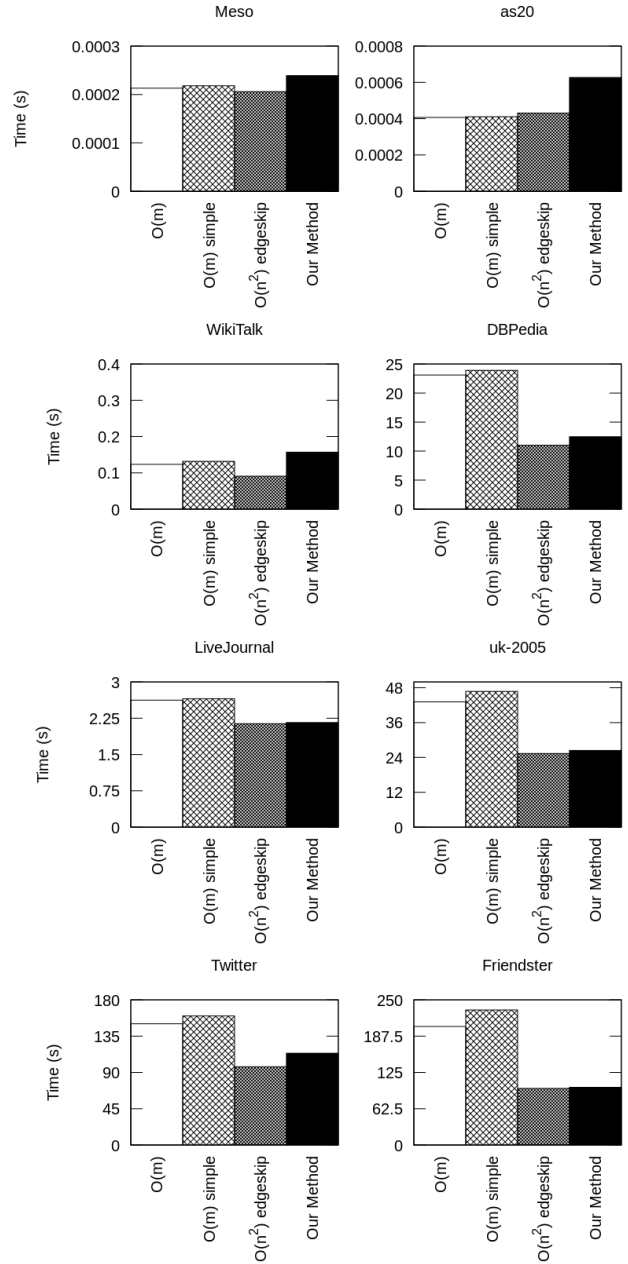 Meso
Time (s)
0.0003
0.0002
0.0001
0
O(m)
O(m) simple
O(n²) edgeskip
Our Method
as20
0.0008
0.0006
0.0004
0.0002
0
O(m)
O(m) simple
O(n²) edgeskip
Our Method
WikiTalk
Time (s)
0.4
0.3
0.2
0.1
0
O(m)
O(m) simple
O(n²) edgeskip
Our Method
DBPedia
25
20
15
10
5
0
O(m)
O(m) simple
O(n²) edgeskip
Our Method
LiveJournal
Time (s)
3
2.25
1.5
0.75
0
O(m)
O(m) simple
O(n²) edgeskip
Our Method
uk-2005
48
36
24
12
0
O(m)
O(m) simple
O(n²) edgeskip
Our Method
Twitter
Time (s)
180
135
90
45
0
O(m)
O(m) simple
O(n²) edgeskip
Our Method
Friendster
250
187.5
125
62.5
0
O(m)
O(m) simple
O(n²) edgeskip
Our Method